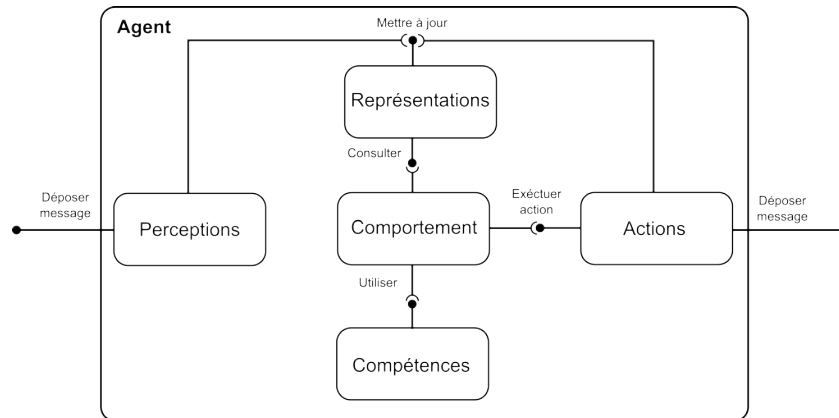 Mettre à jour
Agent
Représentations
Consulter
Déposer
message
Perceptions
Comportement
Exéctuer
action
Actions
Déposer
message
Utiliser
Compétences